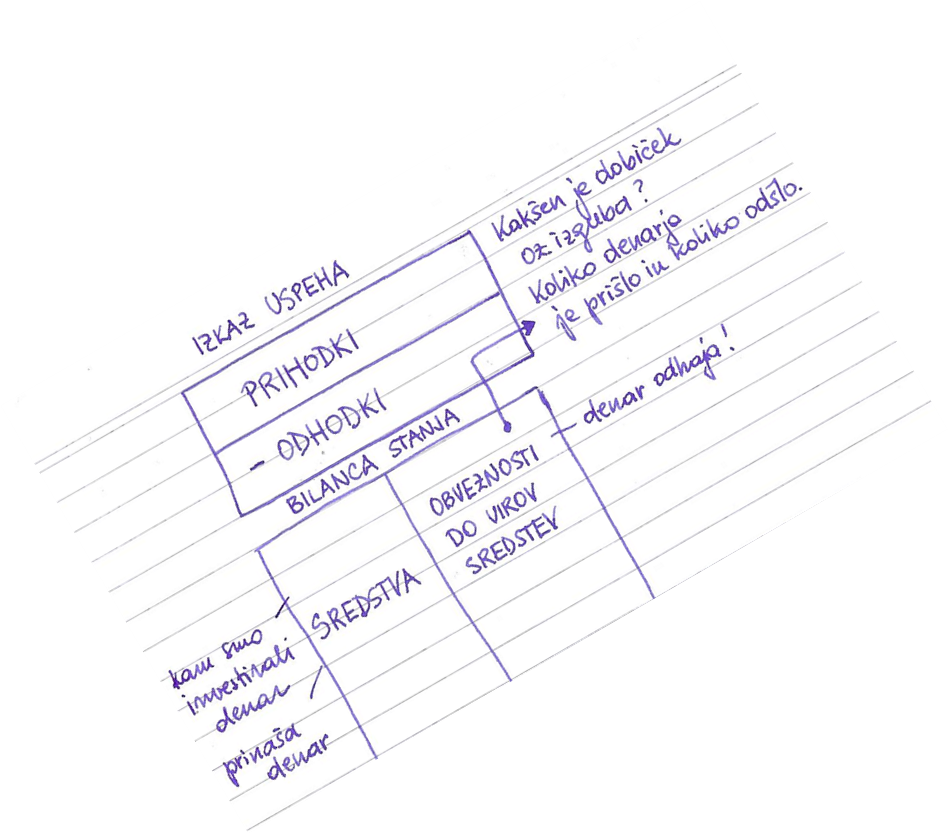 IZKAZ USPEHA
PRIHODKI
- ODHODKI
Kakšen je dobiček
oz izguba?
Koliko denarja
je prišlo in koliko odšlo.
BILANCA STANJA
SREDSTVA
OBVEZNOSTI
DO VIROV
SREDSTEV
denar odhaja!
kam smo
investirali
denar
prinaša
denar